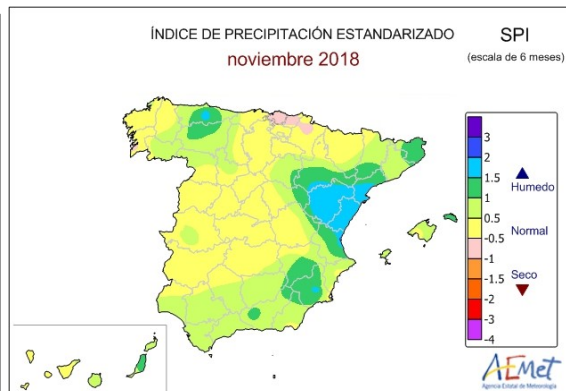 ÍNDICE DE PRECIPITACIÓN ESTANDARIZADO
SPI
noviembre 2018
(escala de 6 meses)
3
2
1.5
1
0.5
-0.5
-1
-1.5
-2
-3
-4
Humedo
Normal
Seco
AEMet
Agencia Estatal de Meteorología